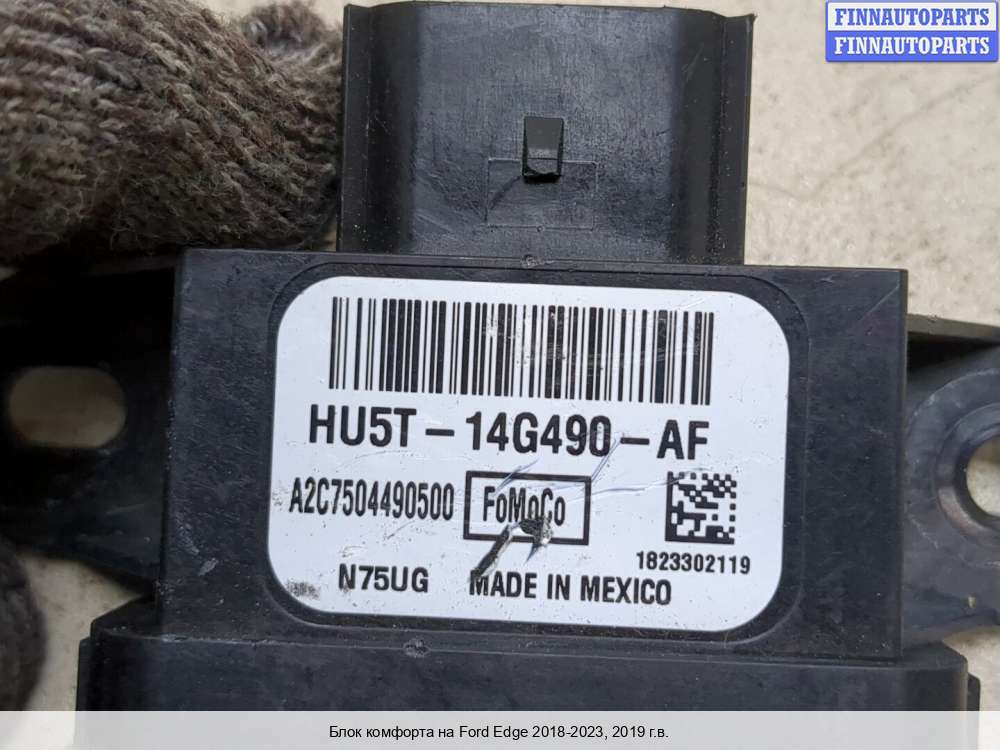 FINNAUTOPARTS
FINNAUTOPARTS
HU5T-14G490-AF
A2C7504490500 FoMoCo
1823302119
N75UG MADE IN MEXICO
Блок комфорта на Ford Edge 2018-2023, 2019 г.в.